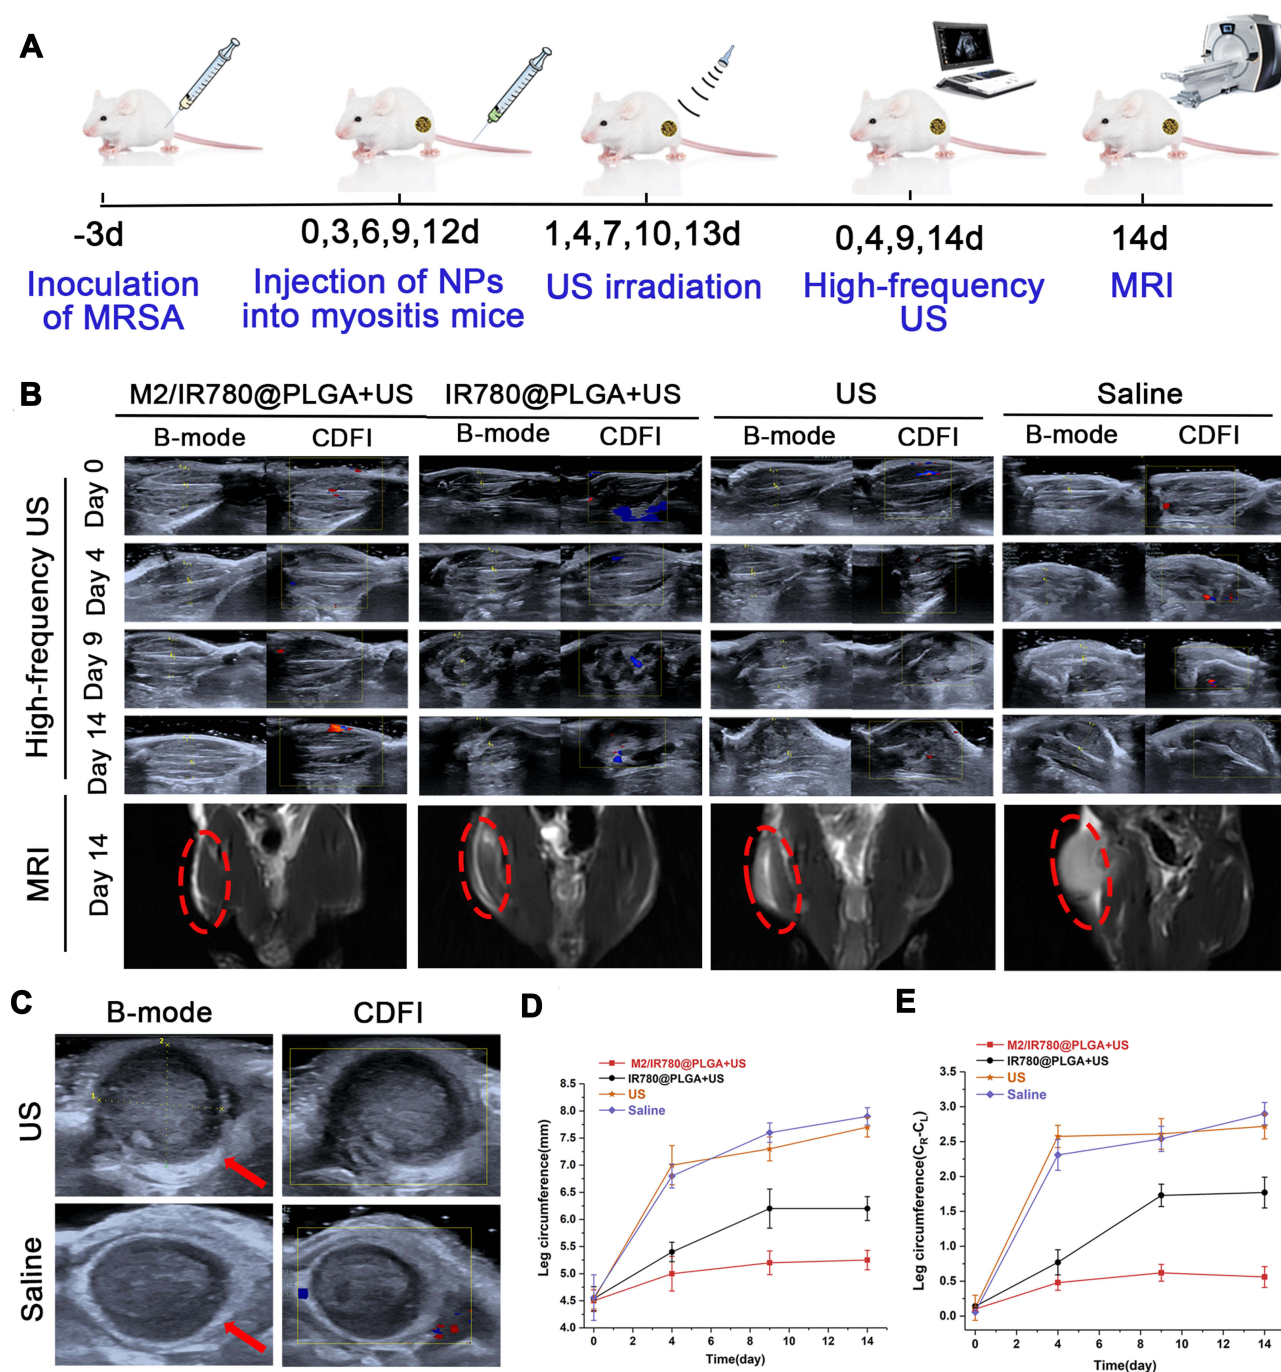 A
-3d
0,3,6,9,12d
1,4,7,10,13d
0,4,9,14d
14d
Inoculation
of MRSA
Injection of NPs
into myositis mice
US irradiation
High-frequency
US
MRI
B
M2/IR780@PLGA+US
IR780@PLGA+US
US
Saline
B-mode
CDFI
B-mode
CDFI
B-mode
CDFI
B-mode
CDFI
High-frequency US
Day 0
Day 4
Day 9
Day 14
MRI
Day 14
C
B-mode
CDFI
US
Saline
2
1
D
M2/IR780@PLGA+US
IR780@PLGA+US
US
Saline
Leg circumference(mm)
8.5
8.0
7.5
7.0
6.5
6.0
5.5
5.0
4.5
4.0
0 2 4 6 8 10 12 14
Time(day)
E
M2/IR780@PLGA+US
IR780@PLGA+US
US
Saline
Leg circumference(CR-CL)
3.5
3.0
2.5
2.0
1.5
1.0
0.5
0.0
0 2 4 6 8 10 12 14
Time(day)